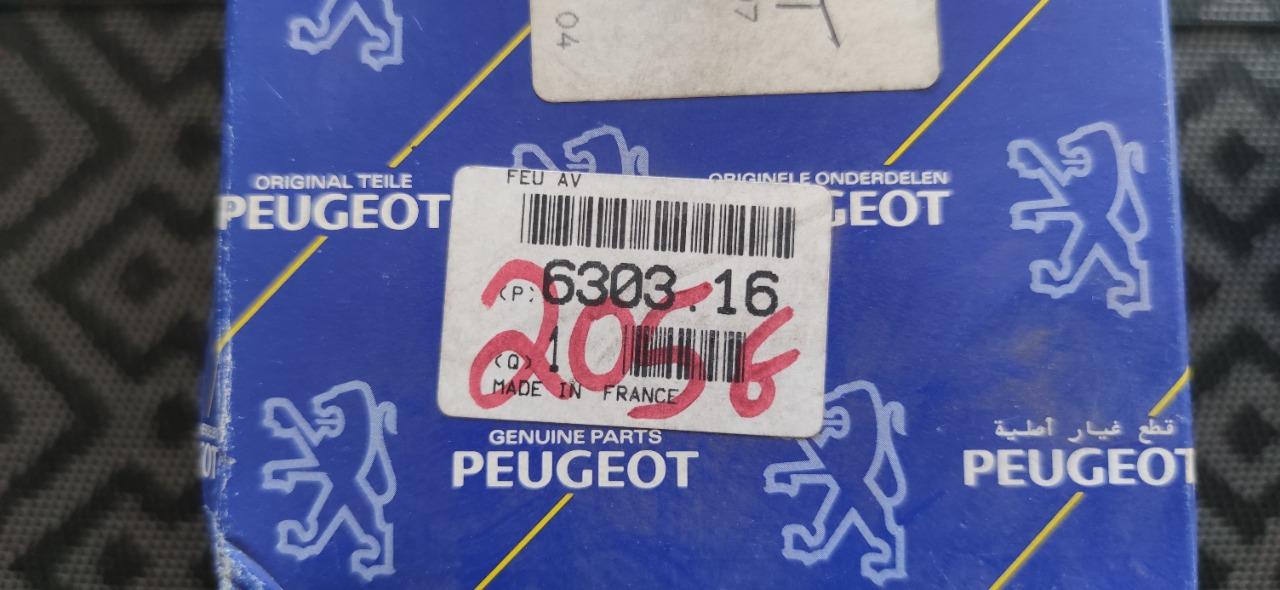 04
ORIGINAL TEILE
PEUGEOT
FEU AV
ORIGINELE ONDERDELEN
GEOT
(P) 6303.16
(Q) 1
MADE IN FRANCE
GENUINE PARTS
PEUGEOT
قطع غيار أصلية
PEUGEOT